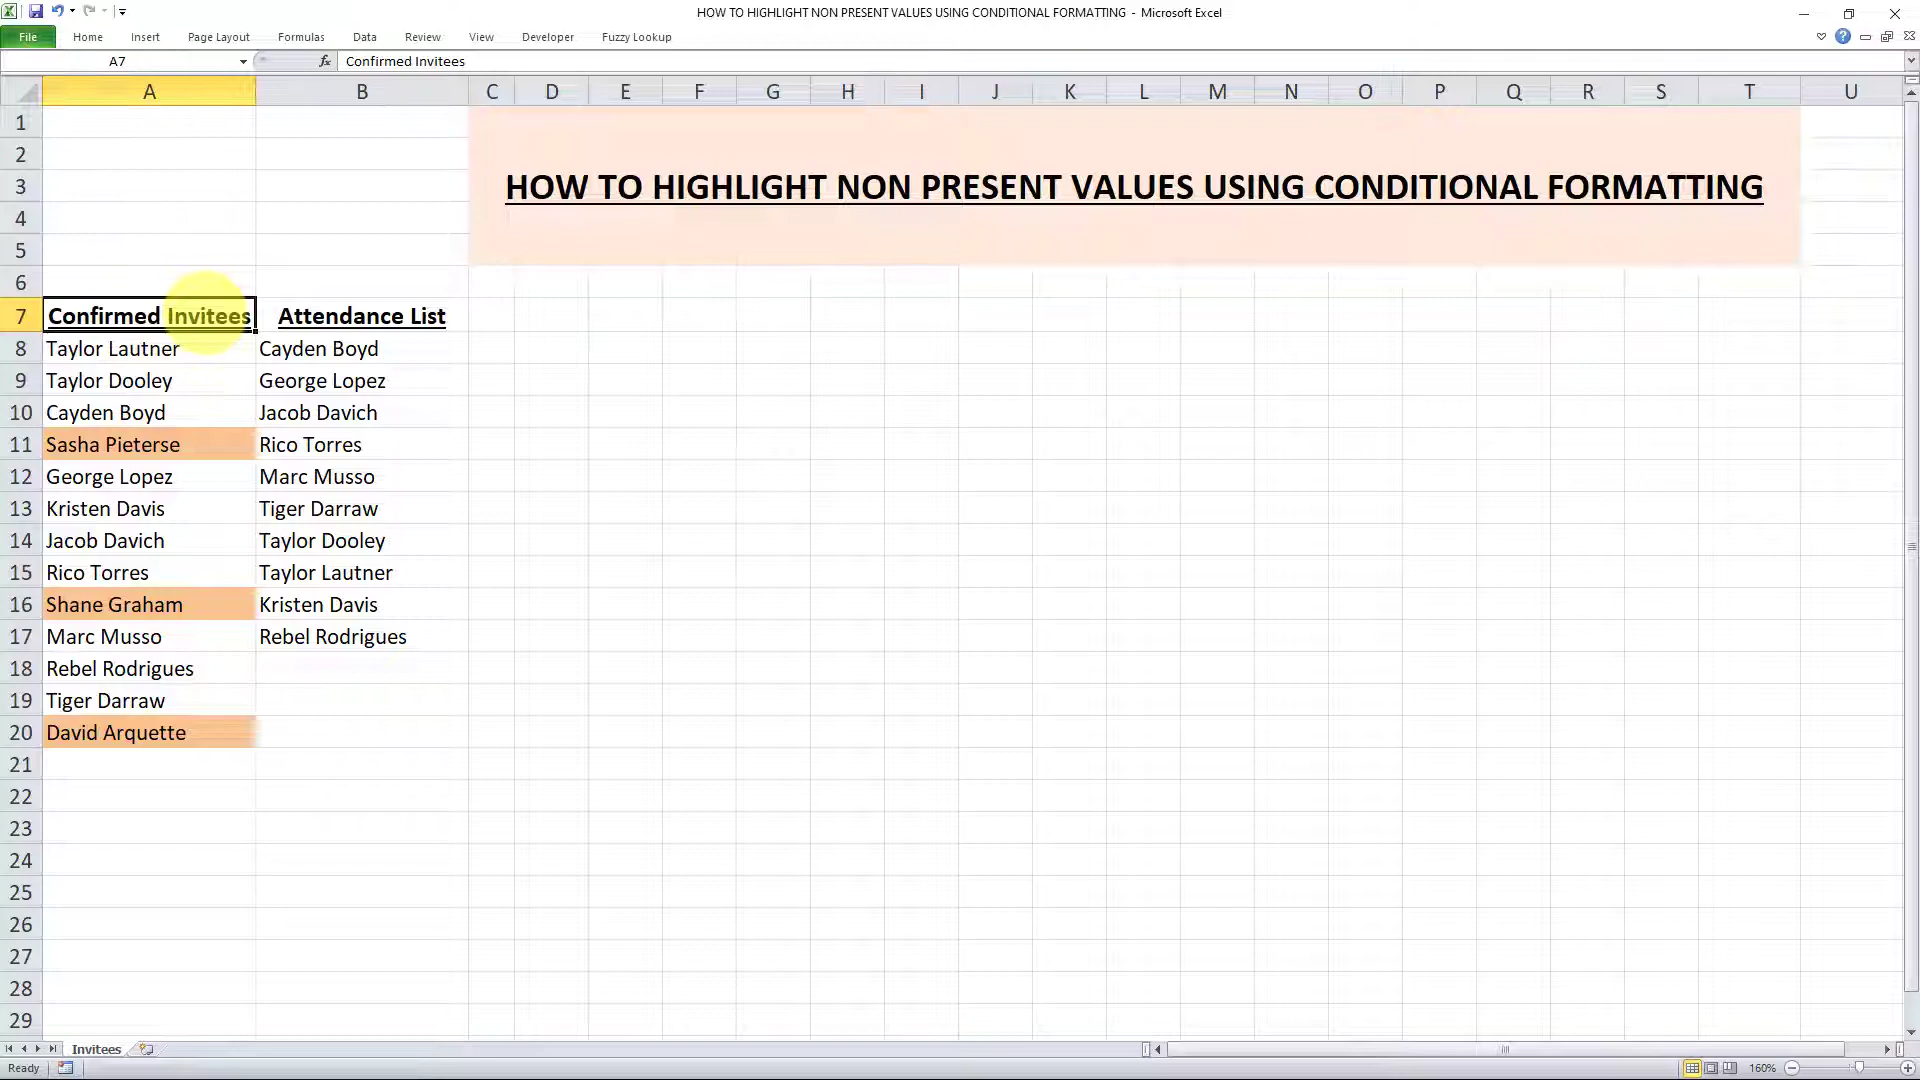 HOW TO HIGHLIGHT NON PRESENT VALUES USING CONDITIONAL FORMATTING - Microsoft Excel
File Home Insert Page Layout Formulas Data Review View Developer Fuzzy Lookup
A7 fx Confirmed Invitees
A B C D E F G H I J K L M N O P Q R S T U
1
2
3 HOW TO HIGHLIGHT NON PRESENT VALUES USING CONDITIONAL FORMATTING
4
5
6
7 Confirmed Invitees Attendance List
8 Taylor Lautner Cayden Boyd
9 Taylor Dooley George Lopez
10 Cayden Boyd Jacob Davich
11 Sasha Pieterse Rico Torres
12 George Lopez Marc Musso
13 Kristen Davis Tiger Darraw
14 Jacob Davich Taylor Dooley
15 Rico Torres Taylor Lautner
16 Shane Graham Kristen Davis
17 Marc Musso Rebel Rodrigues
18 Rebel Rodrigues
19 Tiger Darraw
20 David Arquette
21
22
23
24
25
26
27
28
29
Invitees
Ready 160%